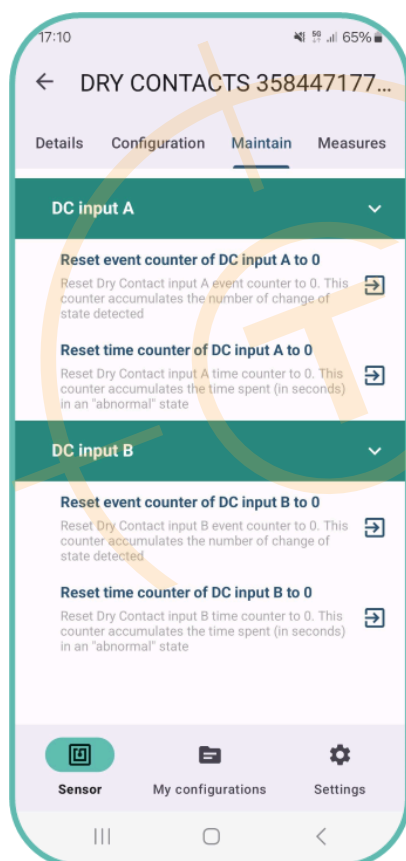 17:10
5G 65%
DRY CONTACTS 358447177...
Details Configuration Maintain Measures
DC input A
Reset event counter of DC input A to 0
Reset Dry Contact input A event counter to 0. This
counter accumulates the number of change of
state detected
Reset time counter of DC input A to 0
Reset Dry Contact input A time counter to 0. This
counter accumulates the time spent (in seconds)
in an "abnormal" state
DC input B
Reset event counter of DC input B to 0
Reset Dry Contact input B event counter to 0. This
counter accumulates the number of change of
state detected
Reset time counter of DC input B to 0
Reset Dry Contact input B time counter to 0. This
counter accumulates the time spent (in seconds)
in an "abnormal" state
Sensor My configurations Settings